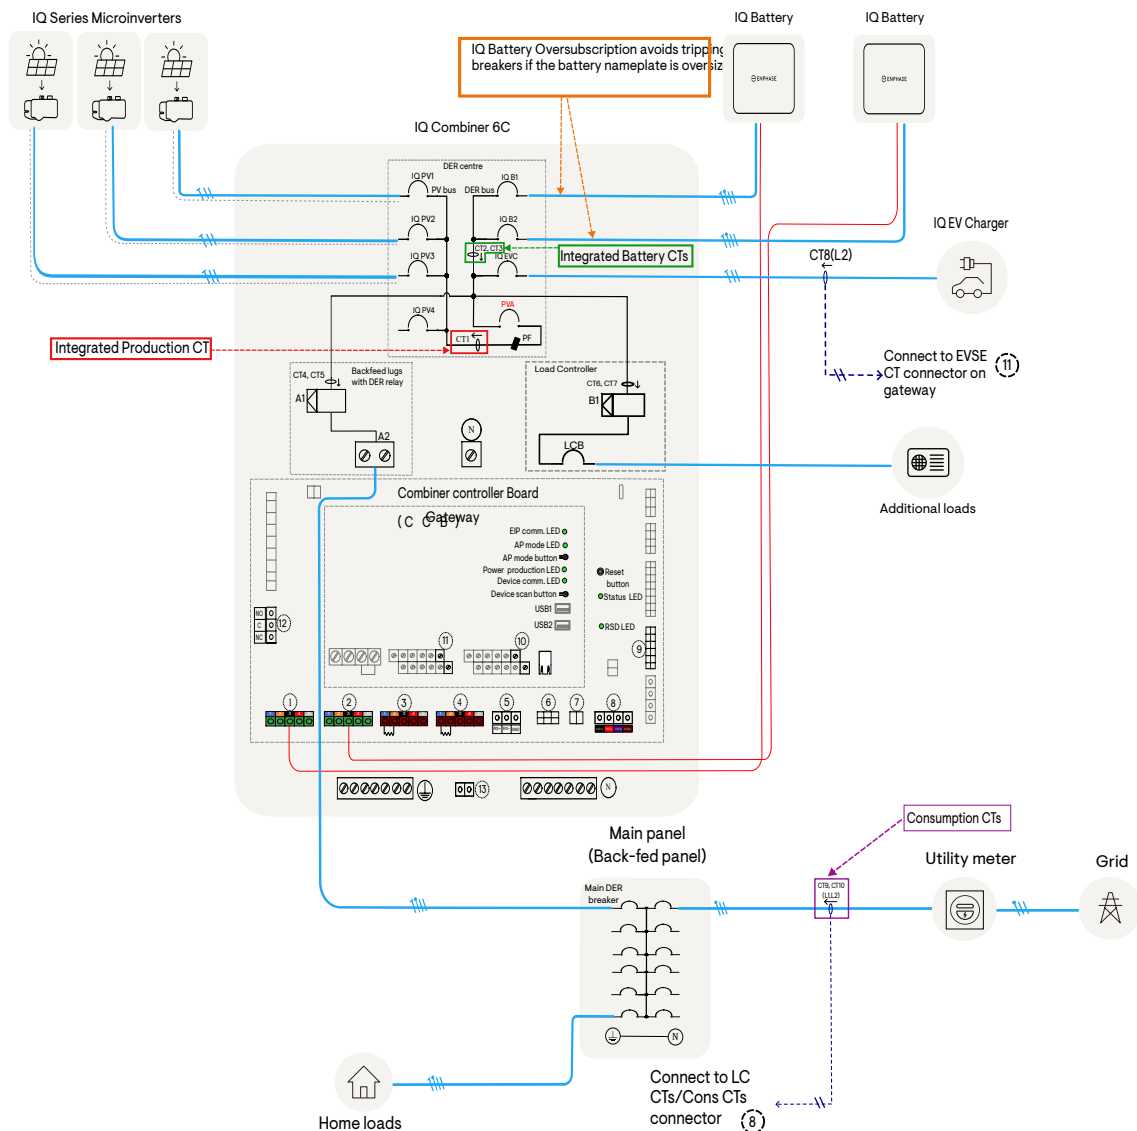 IQ Series Microinverters
IQ Battery
IQ Battery
IQ Battery Oversubscription avoids tripping
breakers if the battery nameplate is oversiz
ENPHASE
ENPHASE
IQ Combiner 6C
DER centre
IQ PV1
PV bus
DER bus
IQ B1
IQ PV2
IQ B2
CT2, CT3
Integrated Battery CTs
IQ PV3
IQ EVC
IQ EV Charger
CT8(L2)
IQ PV4
PVA
CT1
PF
Integrated Production CT
Connect to EVSE
CT connector on
gateway
11
Backfeed lugs
with DER relay
CT4, CT5
A1
A2
N
Load Controller
CT6, CT7
B1
LCB
Additional loads
Combiner controller Board
(CCB)
Gateway
EIP comm. LED
AP mode LED
AP mode button
Power production LED
Device comm. LED
Device scan button
USB1
USB2
Reset
button
Status LED
RSD LED
NO
C
NC
12
11
10
9
1
2
3
4
5
6
7
8
13
N
Consumption CTs
Main panel
(Back-fed panel)
Utility meter
Grid
Main DER
breaker
CT9, CT10
(L1,L2)
N
Home loads
Connect to LC
CTs/Cons CTs
connector
8